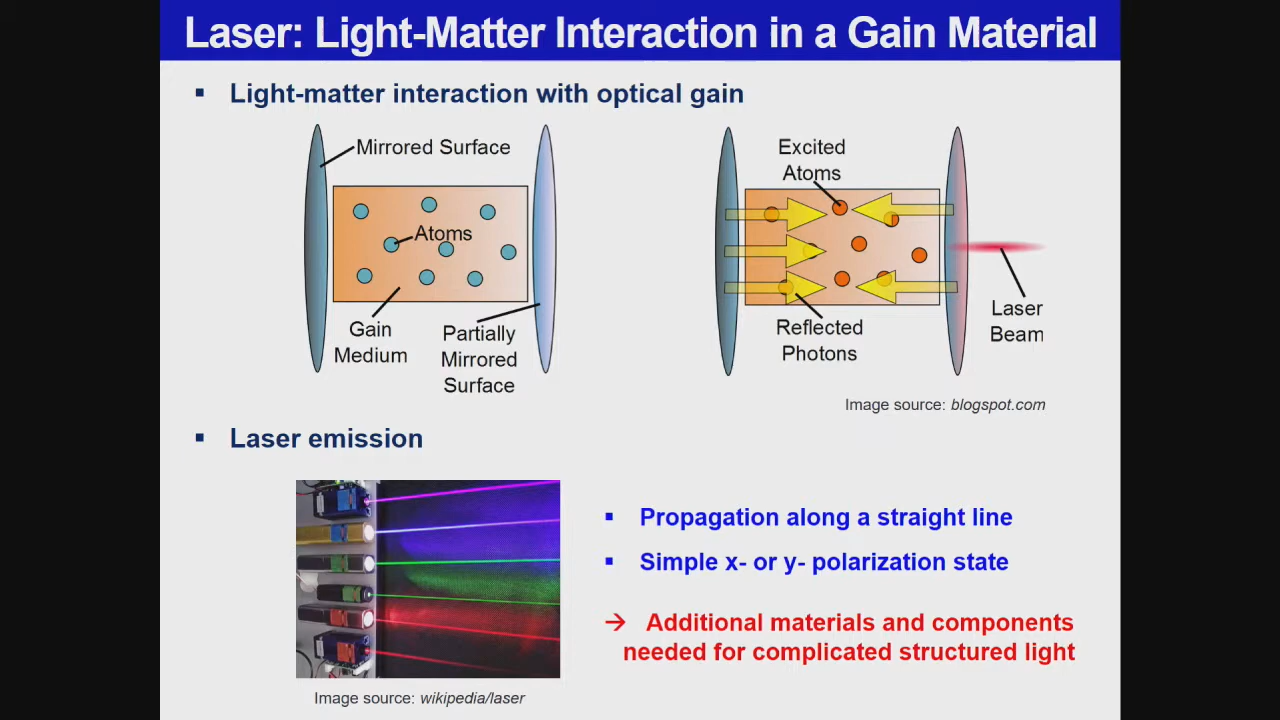 Laser: Light-Matter Interaction in a Gain Material
▪ Light-matter interaction with optical gain
Mirrored Surface
Atoms
Gain
Medium
Partially
Mirrored
Surface
Excited
Atoms
Reflected
Photons
Laser
Beam
Image source: blogspot.com
▪ Laser emission
▪ Propagation along a straight line
▪ Simple x- or y- polarization state
→ Additional materials and components
needed for complicated structured light
Image source: wikipedia/laser